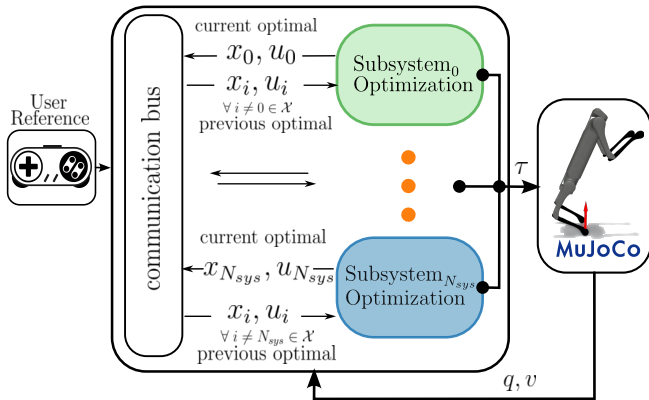 User
Reference
communication bus
current optimal
x_0, u_0
x_i, u_i
∀ i ≠ 0 ∈ 𝒳
previous optimal
Subsystem_0
Optimization
current optimal
x_{N_{sys}}, u_{N_{sys}}
x_i, u_i
∀ i ≠ N_{sys} ∈ 𝒳
previous optimal
Subsystem_{N_{sys}}
Optimization
τ
MuJoCo
q, v